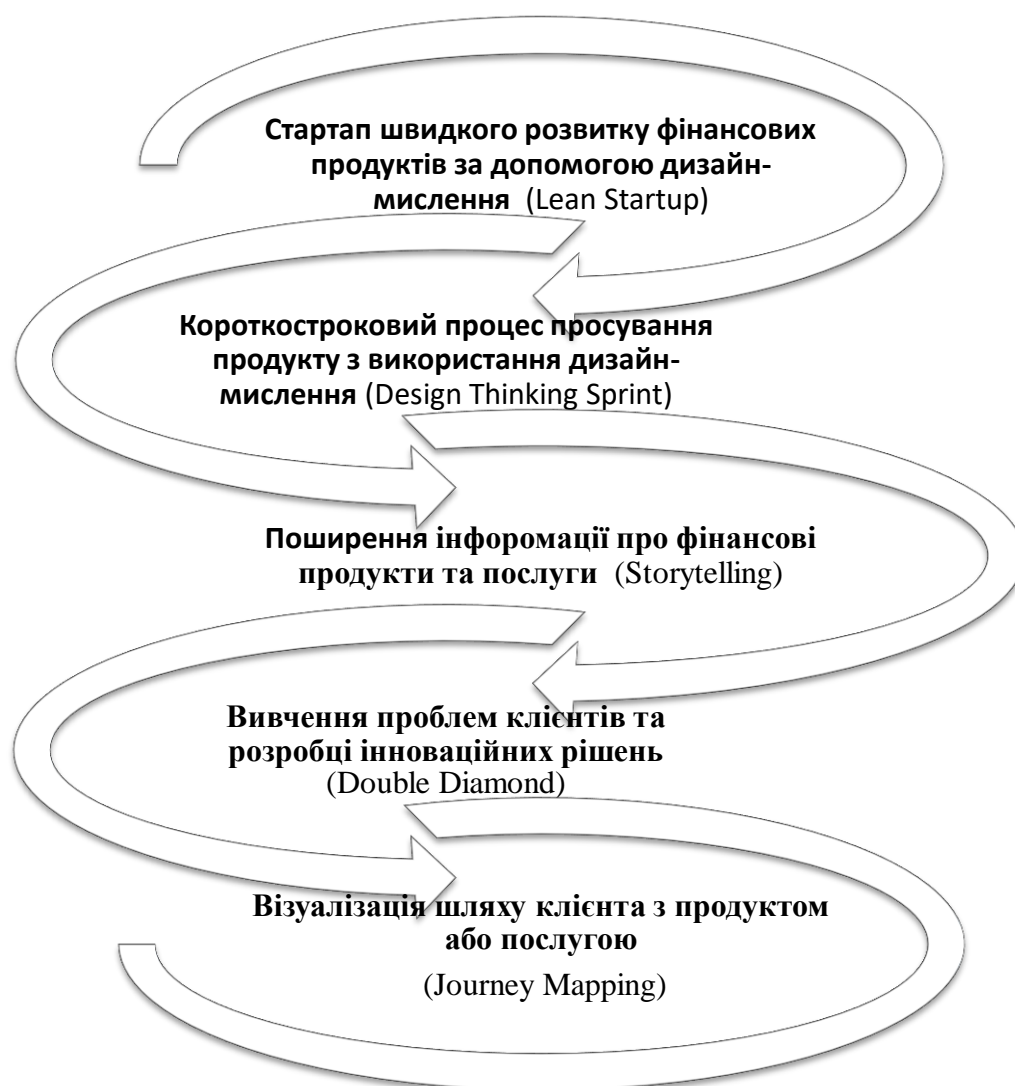 Стартап швидкого розвитку фінансових
продуктів за допомогою дизайн-
мислення (Lean Startup)
Короткостроковий процес просування
продукту з використання дизайн-
мислення (Design Thinking Sprint)
Поширення інфоромації про фінансові
продукти та послуги (Storytelling)
Вивчення проблем клієнтів та
розробці інноваційних рішень
(Double Diamond)
Візуалізація шляху клієнта з продуктом
або послугою
(Journey Mapping)